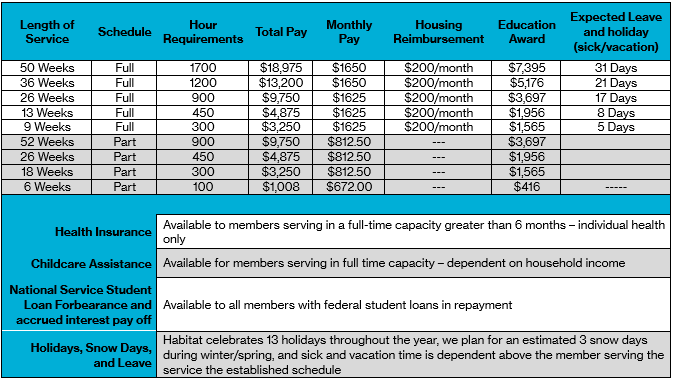 Length of Service | Schedule | Hour Requirements | Total Pay | Monthly Pay | Housing Reimbursement | Education Award | Expected Leave and holiday (sick/vacation)
50 Weeks | Full | 1700 | $18,975 | $1650 | $200/month | $7,395 | 31 Days
36 Weeks | Full | 1200 | $13,200 | $1650 | $200/month | $5,176 | 21 Days
26 Weeks | Full | 900 | $9,750 | $1625 | $200/month | $3,697 | 17 Days
13 Weeks | Full | 450 | $4,875 | $1625 | $200/month | $1,956 | 8 Days
9 Weeks | Full | 300 | $3,250 | $1625 | $200/month | $1,565 | 5 Days
52 Weeks | Part | 900 | $9,750 | $812.50 | --- | $3,697
26 Weeks | Part | 450 | $4,875 | $812.50 | --- | $1,956
18 Weeks | Part | 300 | $3,250 | $812.50 | --- | $1,565
6 Weeks | Part | 100 | $1,008 | $672.00 | --- | $416 | -----
Health Insurance
Available to members serving in a full-time capacity greater than 6 months – individual health
only
Childcare Assistance
Available for members serving in full time capacity – dependent on household income
National Service Student
Loan Forbearance and
accrued interest pay off
Available to all members with federal student loans in repayment
Holidays, Snow Days,
and Leave
Habitat celebrates 13 holidays throughout the year, we plan for an estimated 3 snow days
during winter/spring, and sick and vacation time is dependent above the member serving the
service the established schedule